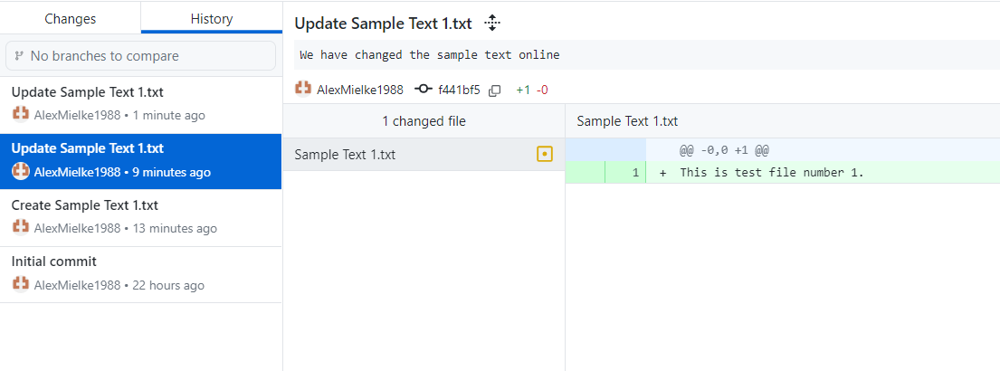 Changes
History
No branches to compare
Update Sample Text 1.txt
AlexMielke1988 • 1 minute ago
Update Sample Text 1.txt
AlexMielke1988 • 9 minutes ago
Create Sample Text 1.txt
AlexMielke1988 • 13 minutes ago
Initial commit
AlexMielke1988 • 22 hours ago
Update Sample Text 1.txt
We have changed the sample text online
AlexMielke1988 f441bf5 +1 -0
1 changed file
Sample Text 1.txt
Sample Text 1.txt
@@ -0,0 +1 @@
1 + This is test file number 1.